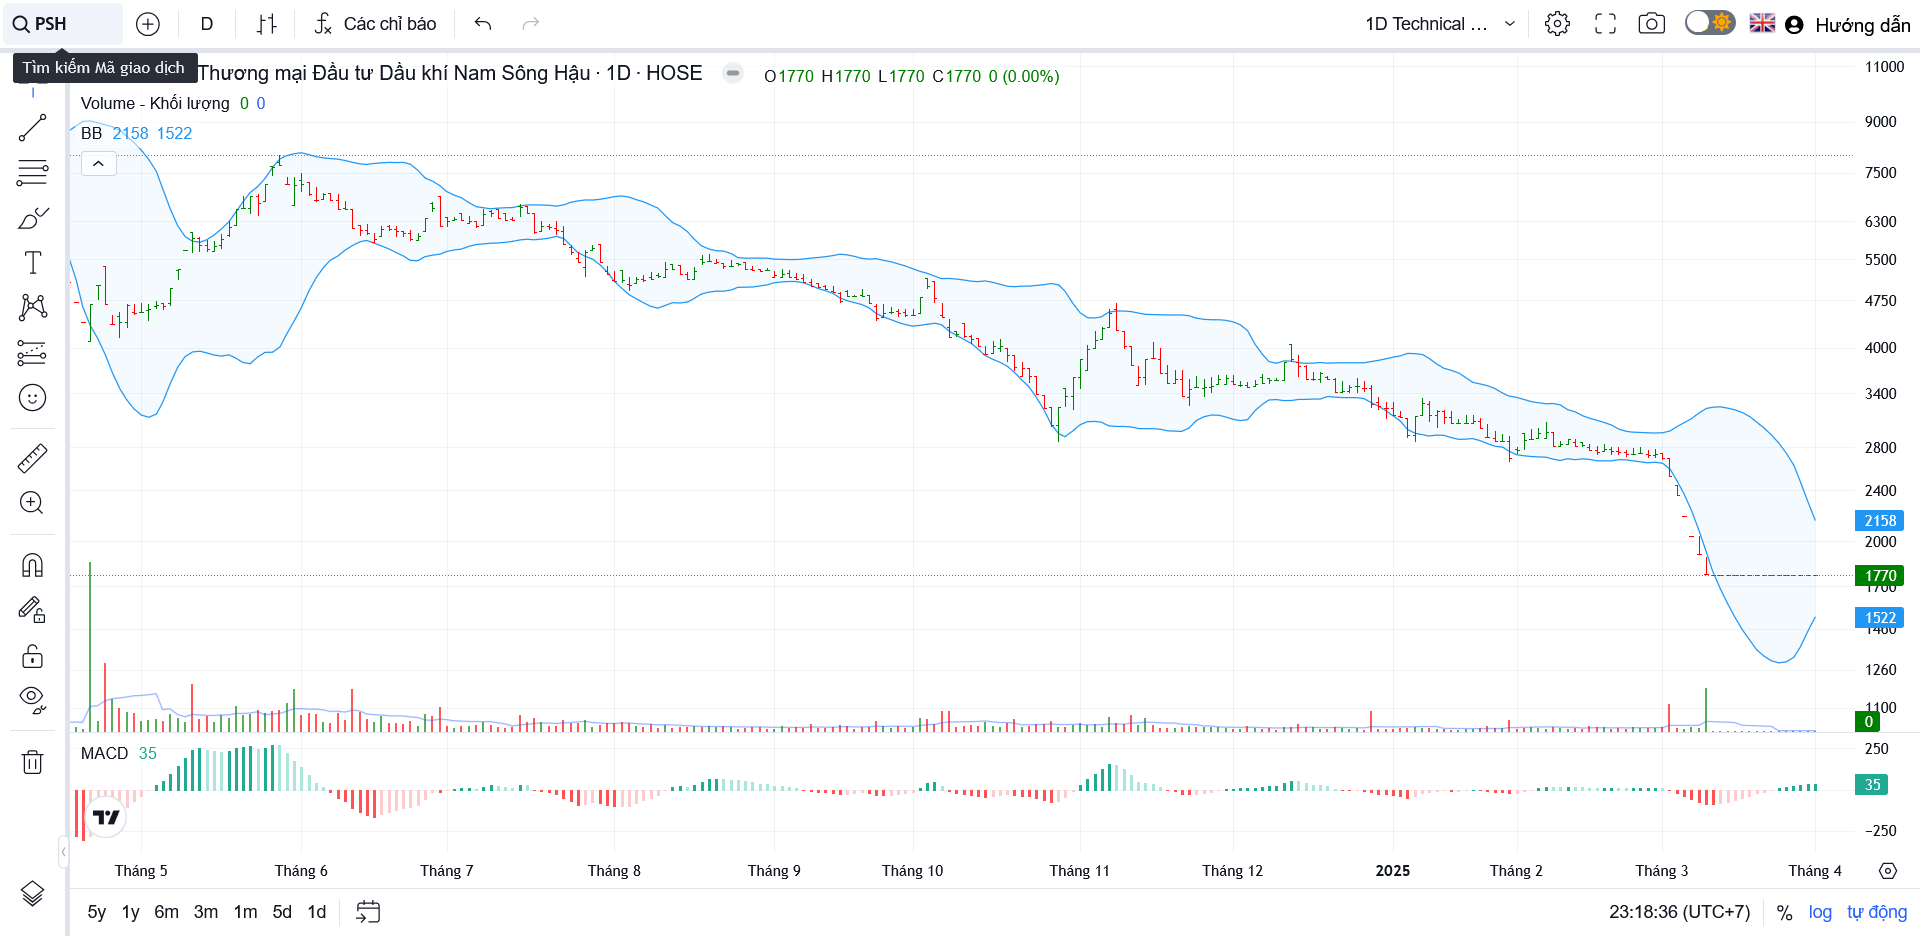 PSH
D
Các chỉ báo
1D Technical ...
Hướng dẫn
Tìm kiếm Mã giao dịch
Thương mại Đầu tư Dầu khí Nam Sông Hậu · 1D · HOSE
O1770 H1770 L1770 C1770 0 (0.00%)
Volume - Khối lượng 0 0
BB 2158 1522
11000
9000
7500
6300
5500
4750
4000
3400
2800
2400
2158
2000
1770
1700
1522
1400
1260
1100
0
MACD 35
250
35
−250
Tháng 5
Tháng 6
Tháng 7
Tháng 8
Tháng 9
Tháng 10
Tháng 11
Tháng 12
2025
Tháng 2
Tháng 3
Tháng 4
5y 1y 6m 3m 1m 5d 1d
23:18:36 (UTC+7)
% log tự động